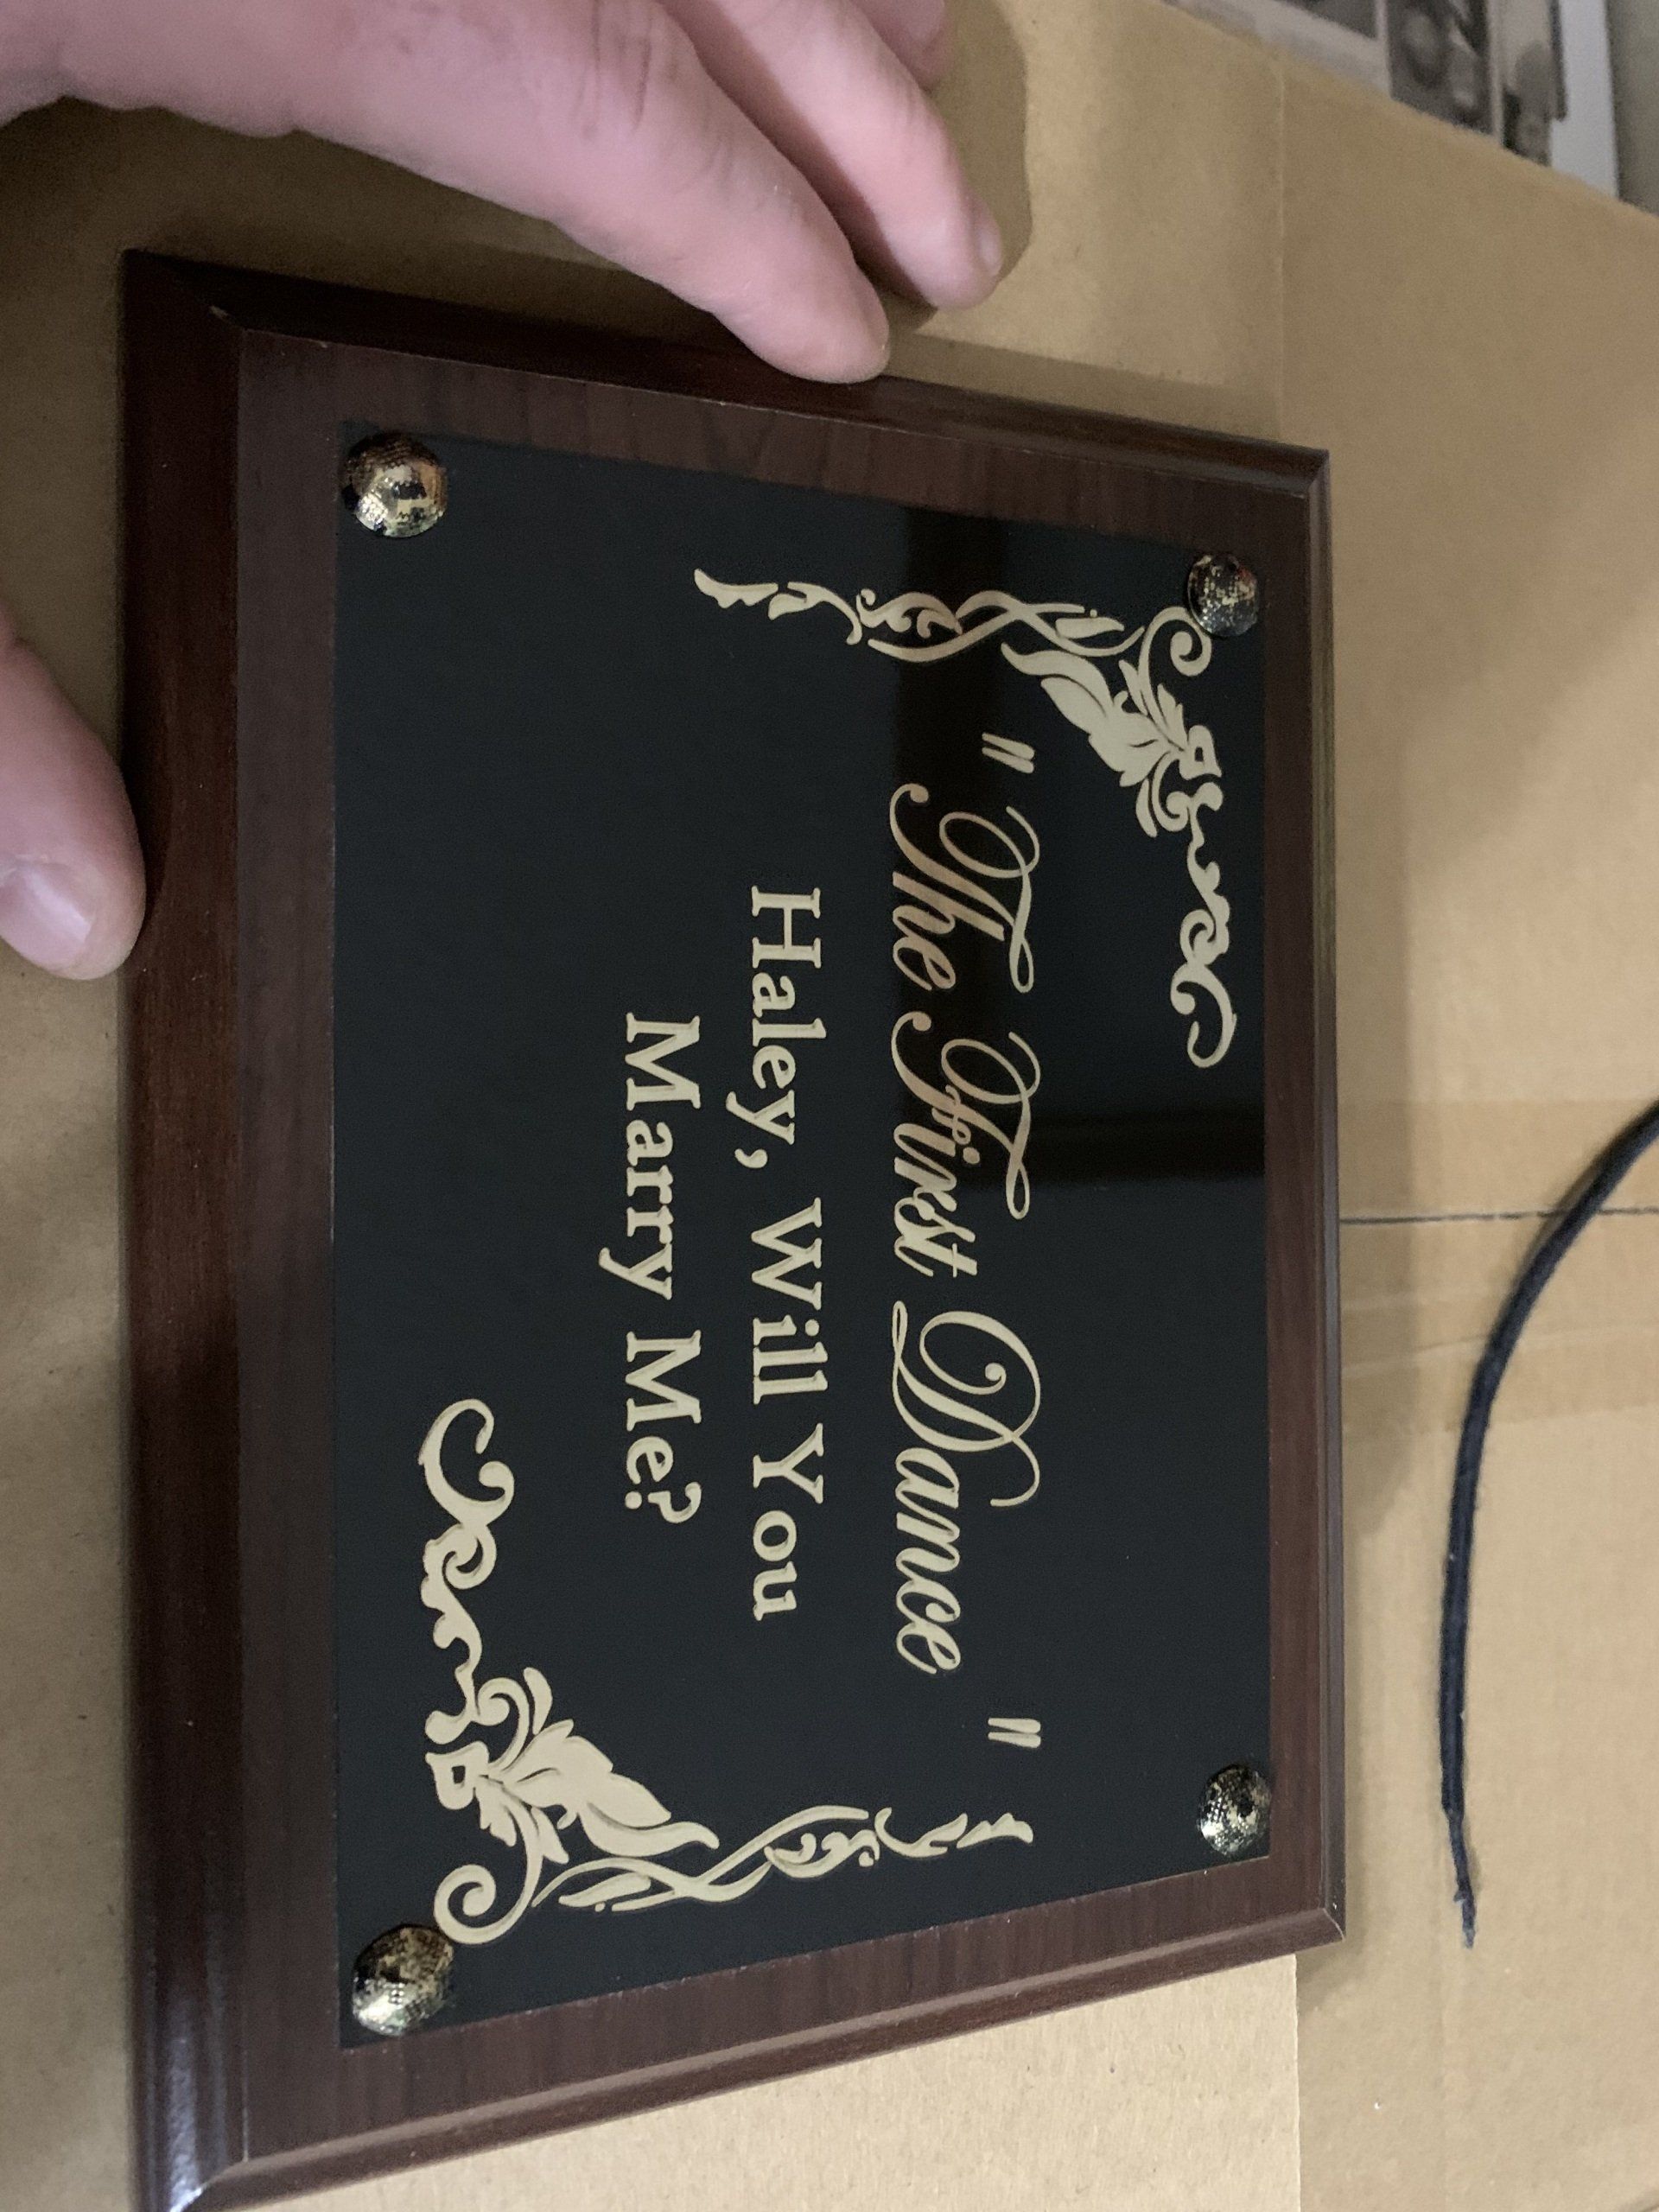 " The First Dance "
Haley, Will You
Marry Me?